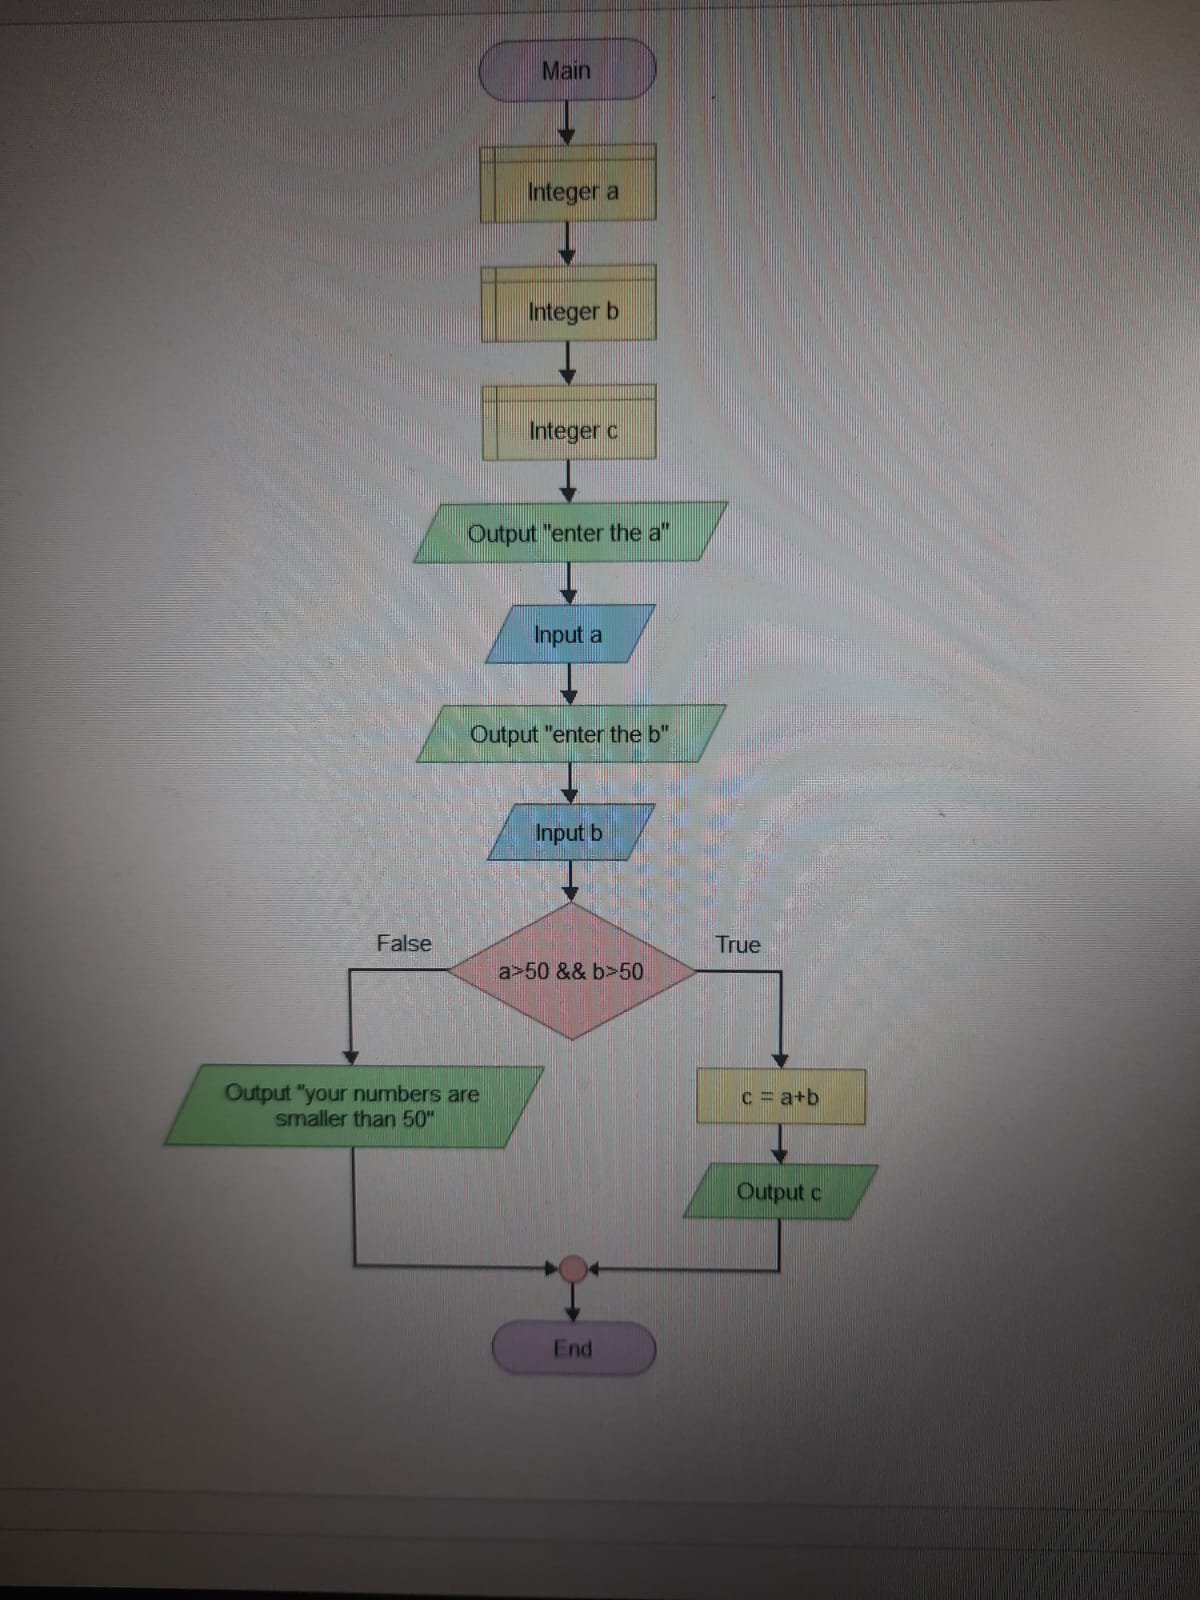 Main
Integer a
Integer b
Integer c
Output "enter the a"
Input a
Output "enter the b"
Input b
a>50 && b>50
False
True
Output "your numbers are
smaller than 50"
c = a+b
Output c
End